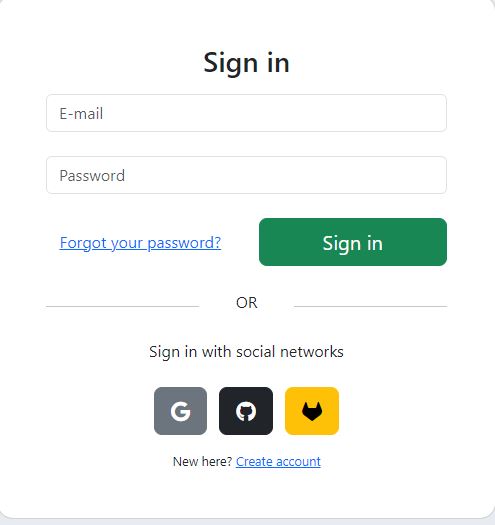 Sign in
E-mail
Password
Forgot your password? Sign in
OR
Sign in with social networks
G
New here? Create account